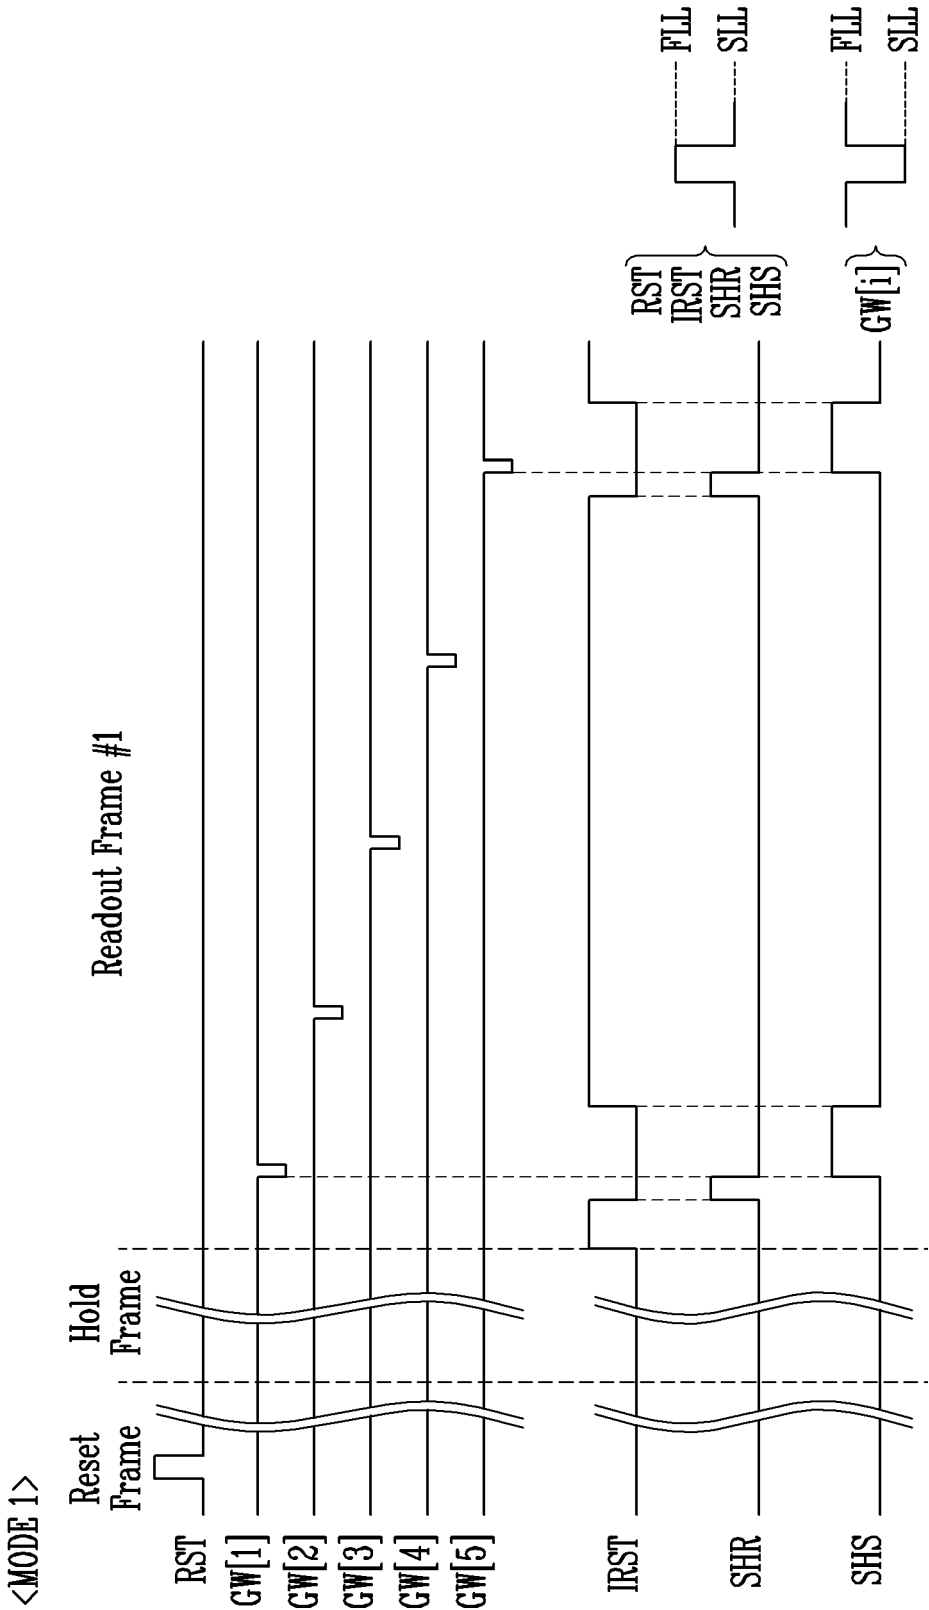 <MODE 1>
Reset
Frame
Hold
Frame
Readout Frame #1
RST
GW[1]
GW[2]
GW[3]
GW[4]
GW[5]
IRST
SHR
SHS
RST
IRST
SHR
SHS
FLL
SLL
GW[i]
FLL
SLL